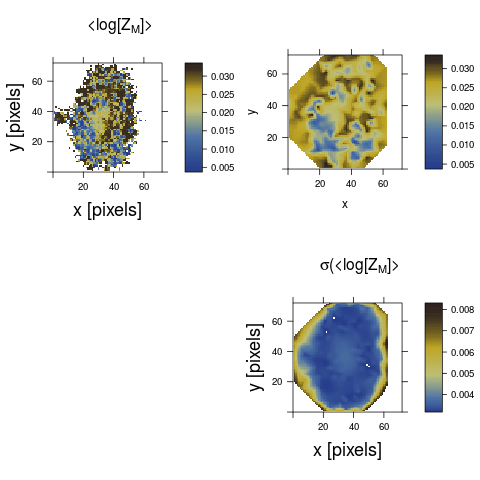 <log[Z_M]>
y [pixels]
60
40
20
20 40 60
x [pixels]
0.030
0.025
0.020
0.015
0.010
0.005
y
60
40
20
20 40 60
x
0.030
0.025
0.020
0.015
0.010
0.005
σ(<log[Z_M]>
y [pixels]
60
40
20
20 40 60
x [pixels]
0.008
0.007
0.006
0.005
0.004